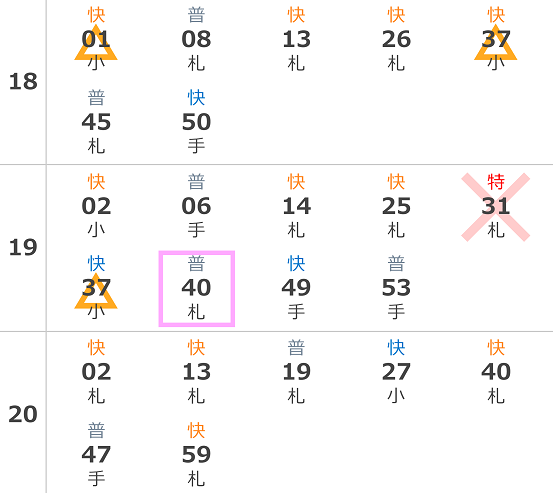 快 普 快 快 快
01 08 13 26 37
小 札 札 札 小
18
普 快
45 50
札 手
快 普 快 快 特
02 06 14 25 31
小 手 札 札 札
19
快 普 快 普
37 40 49 53
小 札 手 手
快 快 普 快 快
02 13 19 27 40
札 札 札 小 札
20
普 快
47 59
手 札